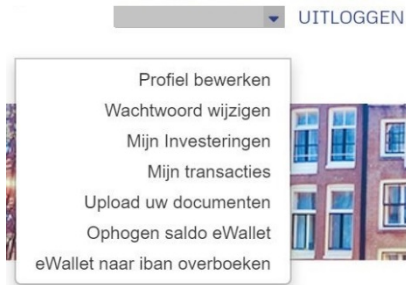 UITLOGGEN
Profiel bewerken
Wachtwoord wijzigen
Mijn Investeringen
Mijn transacties
Upload uw documenten
Ophogen saldo eWallet
eWallet naar iban overboeken